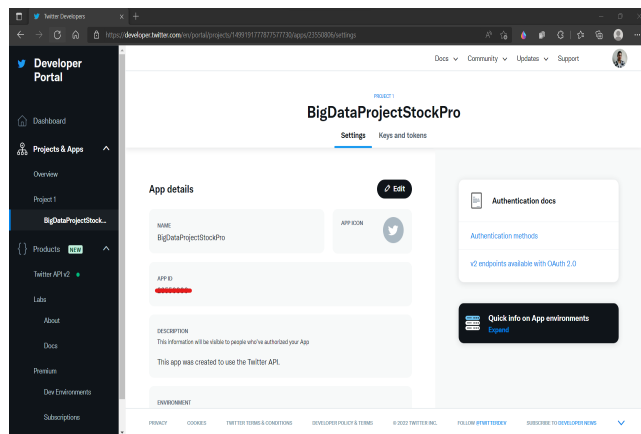 Twitter Developers
https://developer.twitter.com/en/portal/projects/1499191777877577730/apps/23550806/settings
Developer
Portal
Docs
Community
Updates
Support
Dashboard
Projects & Apps
Overview
Project 1
BigDataProjectStock...
Products
NEW
Twitter API v2
Labs
About
Docs
Premium
Dev Environments
Subscriptions
PROJECT 1
BigDataProjectStockPro
Settings
Keys and tokens
App details
Edit
NAME
BigDataProjectStockPro
APP ICON
APP ID
DESCRIPTION
This information will be visible to people who've authorized your App
This app was created to use the Twitter API.
ENVIRONMENT
Authentication docs
Authentication methods
v2 endpoints available with OAuth 2.0
Quick info on App environments
Expand
PRIVACY
COOKIES
TWITTER TERMS & CONDITIONS
DEVELOPER POLICY & TERMS
© 2022 TWITTER INC.
FOLLOW @TWITTERDEV
SUBSCRIBE TO DEVELOPER NEWS